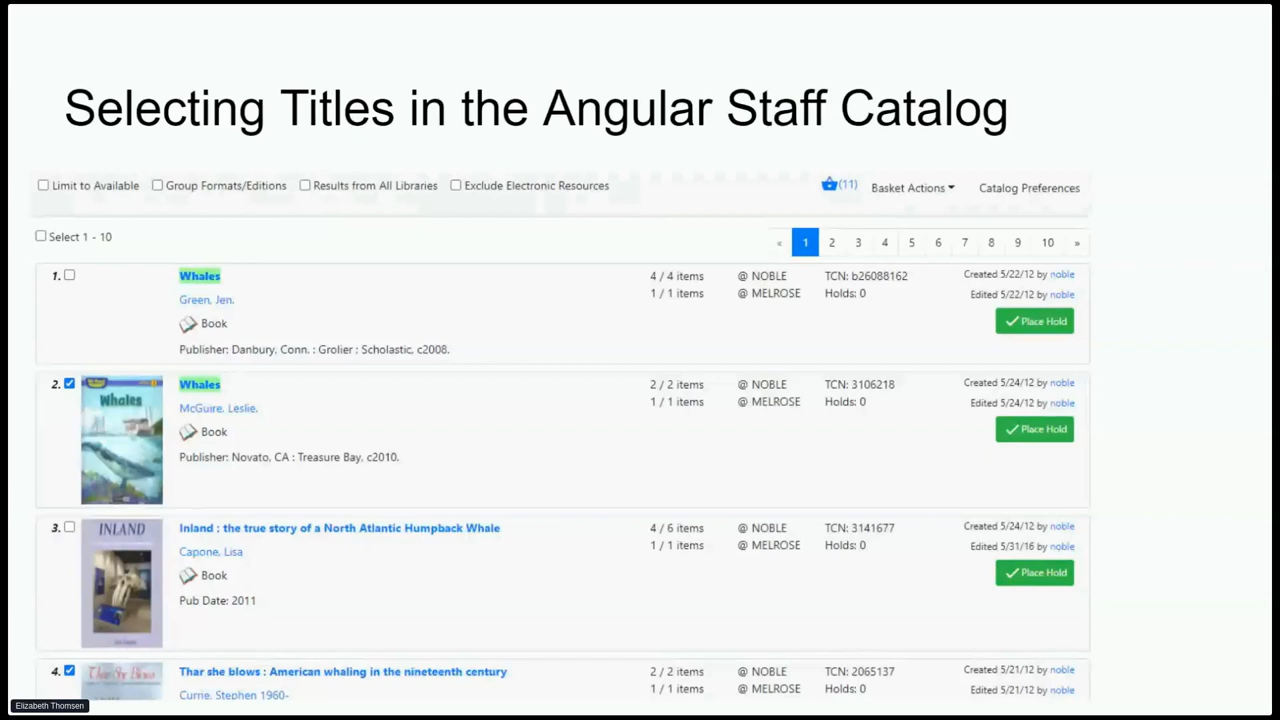 Selecting Titles in the Angular Staff Catalog
Limit to Available Group Formats/Editions Results from All Libraries Exclude Electronic Resources (11) Basket Actions Catalog Preferences
Select 1 - 10 « 1 2 3 4 5 6 7 8 9 10 »
1. Whales 4 / 4 items @ NOBLE TCN: b26088162 Created 5/22/12 by noble
1 / 1 items @ MELROSE Holds: 0 Edited 5/22/12 by noble
Green, Jen.
Book Place Hold
Publisher: Danbury, Conn. : Grolier : Scholastic, c2008.
2. Whales 2 / 2 items @ NOBLE TCN: 3106218 Created 5/24/12 by noble
Whales McGuire, Leslie. 1 / 1 items @ MELROSE Holds: 0 Edited 5/24/12 by noble
Book Place Hold
Publisher: Novato, CA : Treasure Bay, c2010.
3. INLAND Inland : the true story of a North Atlantic Humpback Whale 4 / 6 items @ NOBLE TCN: 3141677 Created 5/24/12 by noble
Capone, Lisa 1 / 1 items @ MELROSE Holds: 0 Edited 5/31/16 by noble
Book Place Hold
Pub Date: 2011
4. Thar She Blows Thar she blows : American whaling in the nineteenth century 2 / 2 items @ NOBLE TCN: 2065137 Created 5/21/12 by noble
Currie, Stephen 1960- 1 / 1 items @ MELROSE Holds: 0 Edited 5/21/12 by noble
Elizabeth Thomsen